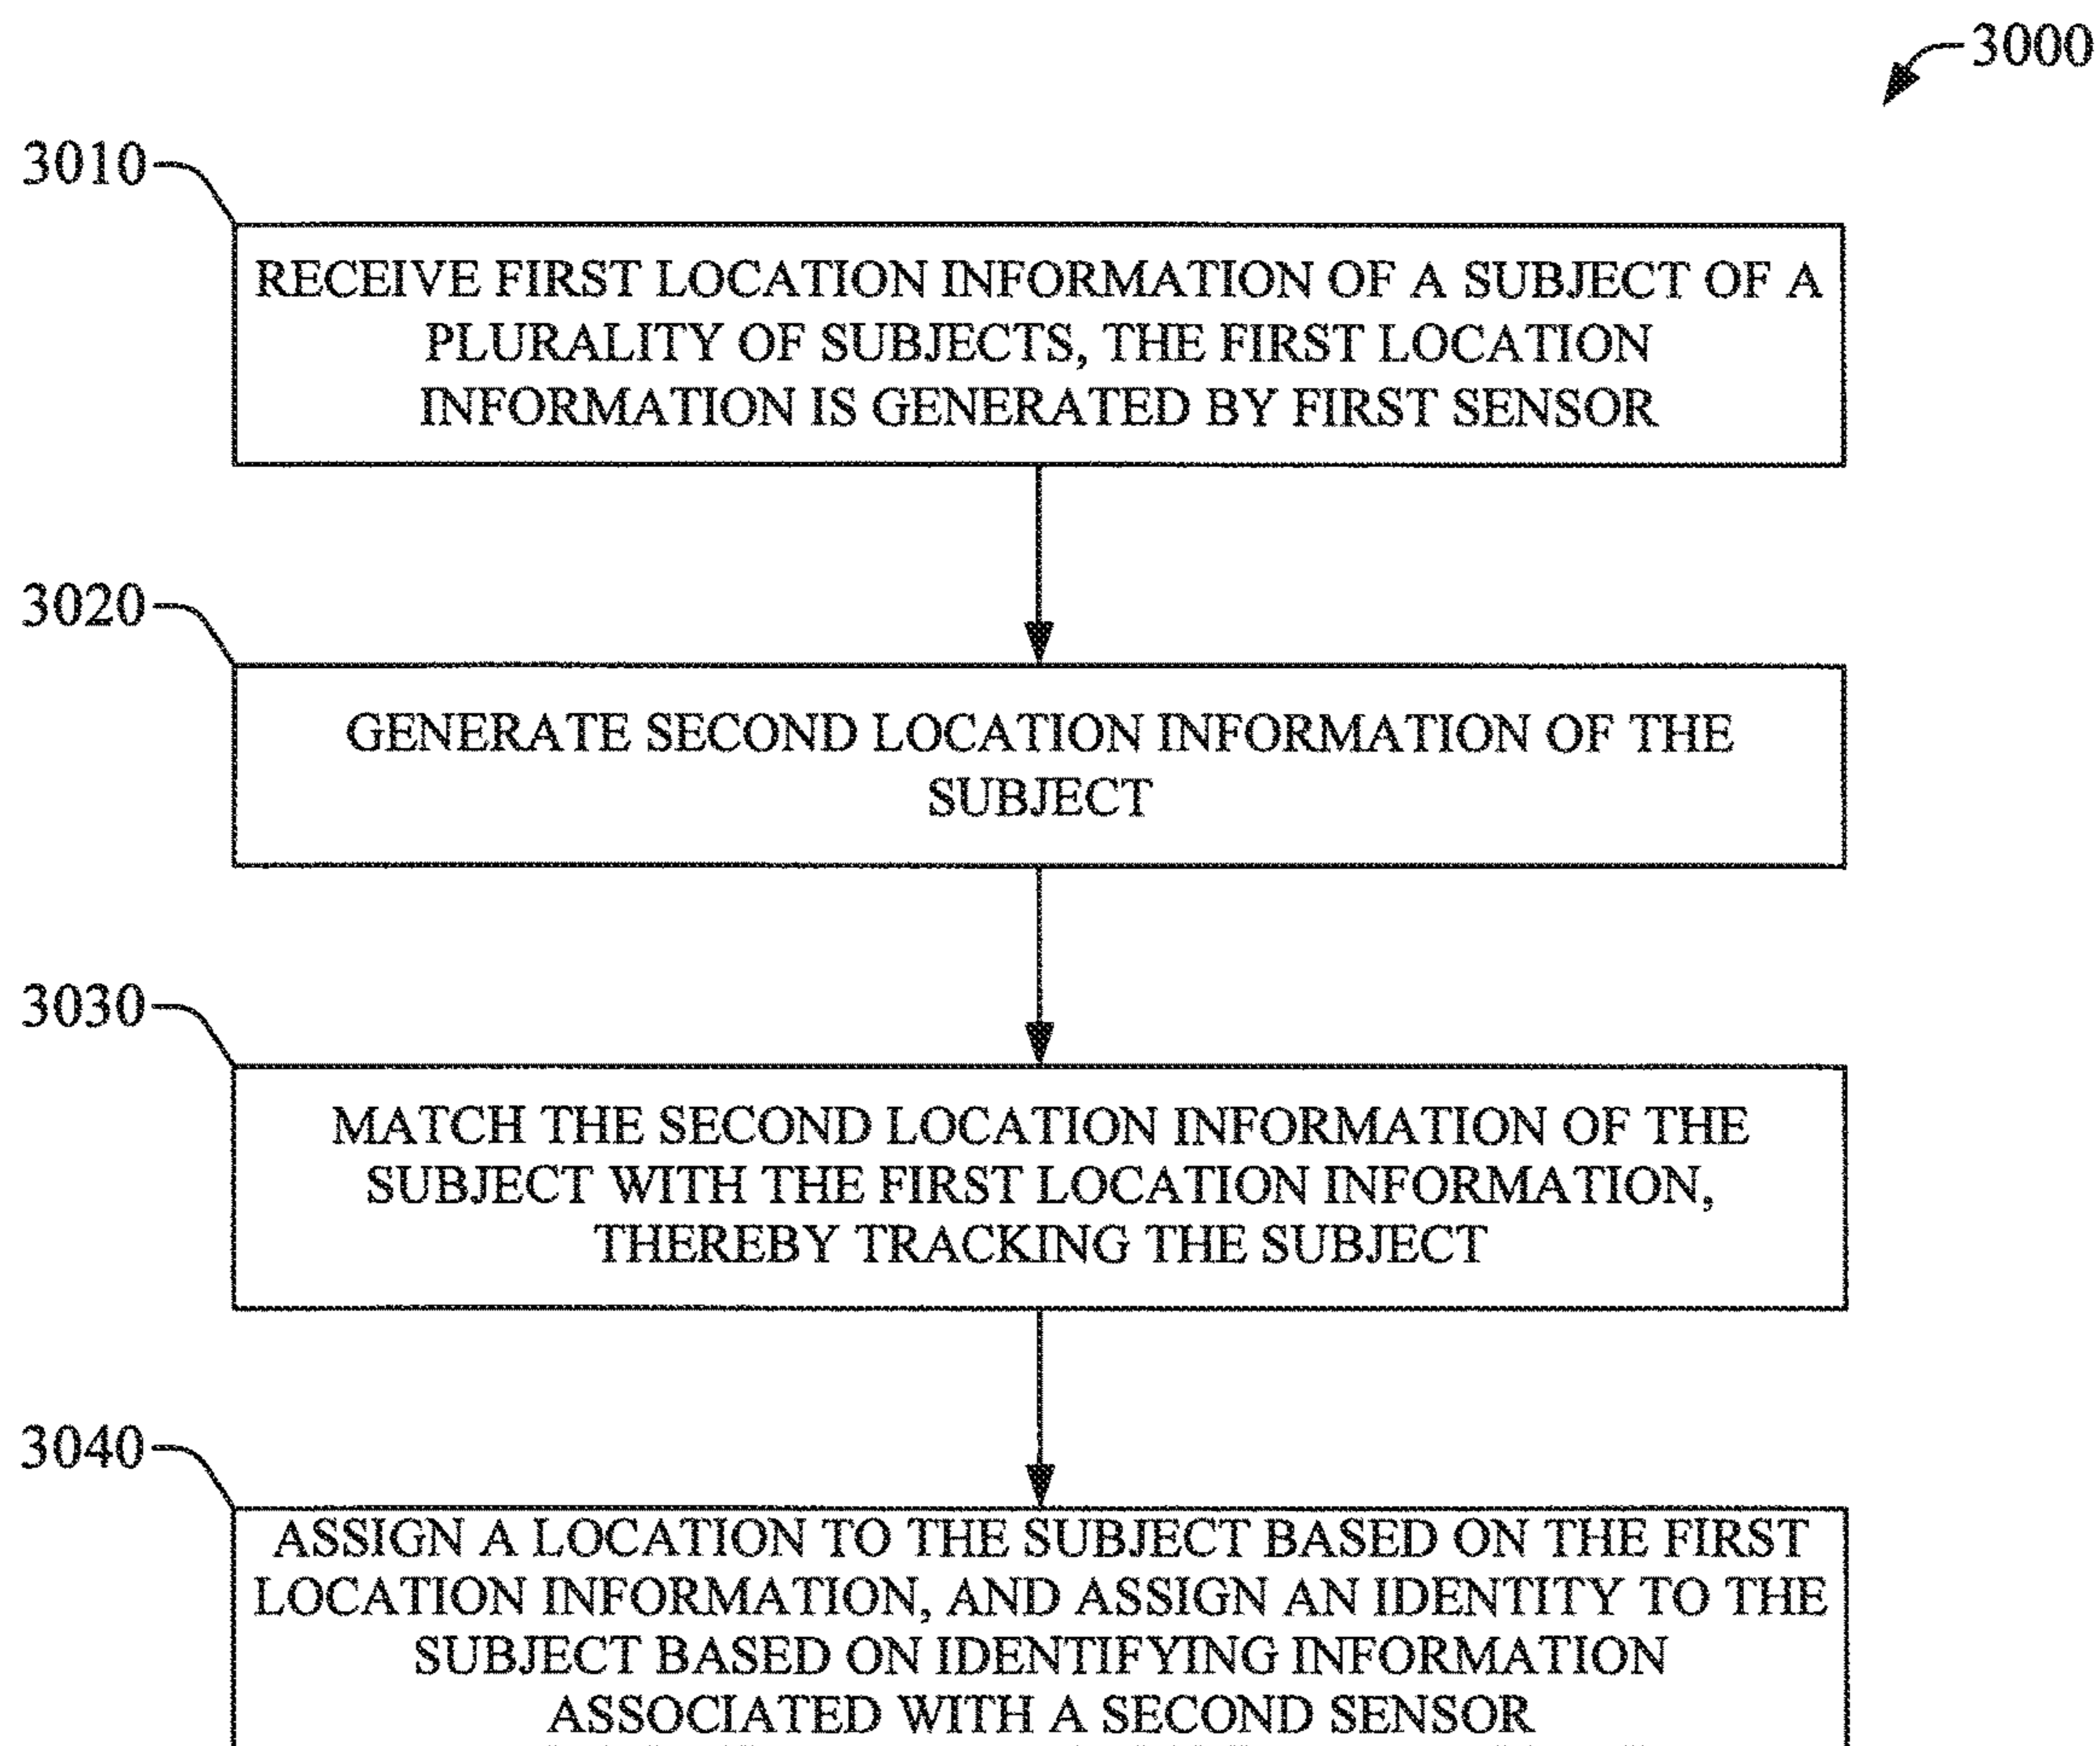 3000
3010
RECEIVE FIRST LOCATION INFORMATION OF A SUBJECT OF A
PLURALITY OF SUBJECTS, THE FIRST LOCATION
INFORMATION IS GENERATED BY FIRST SENSOR
3020
GENERATE SECOND LOCATION INFORMATION OF THE
SUBJECT
3030
MATCH THE SECOND LOCATION INFORMATION OF THE
SUBJECT WITH THE FIRST LOCATION INFORMATION,
THEREBY TRACKING THE SUBJECT
3040
ASSIGN A LOCATION TO THE SUBJECT BASED ON THE FIRST
LOCATION INFORMATION, AND ASSIGN AN IDENTITY TO THE
SUBJECT BASED ON IDENTIFYING INFORMATION
ASSOCIATED WITH A SECOND SENSOR